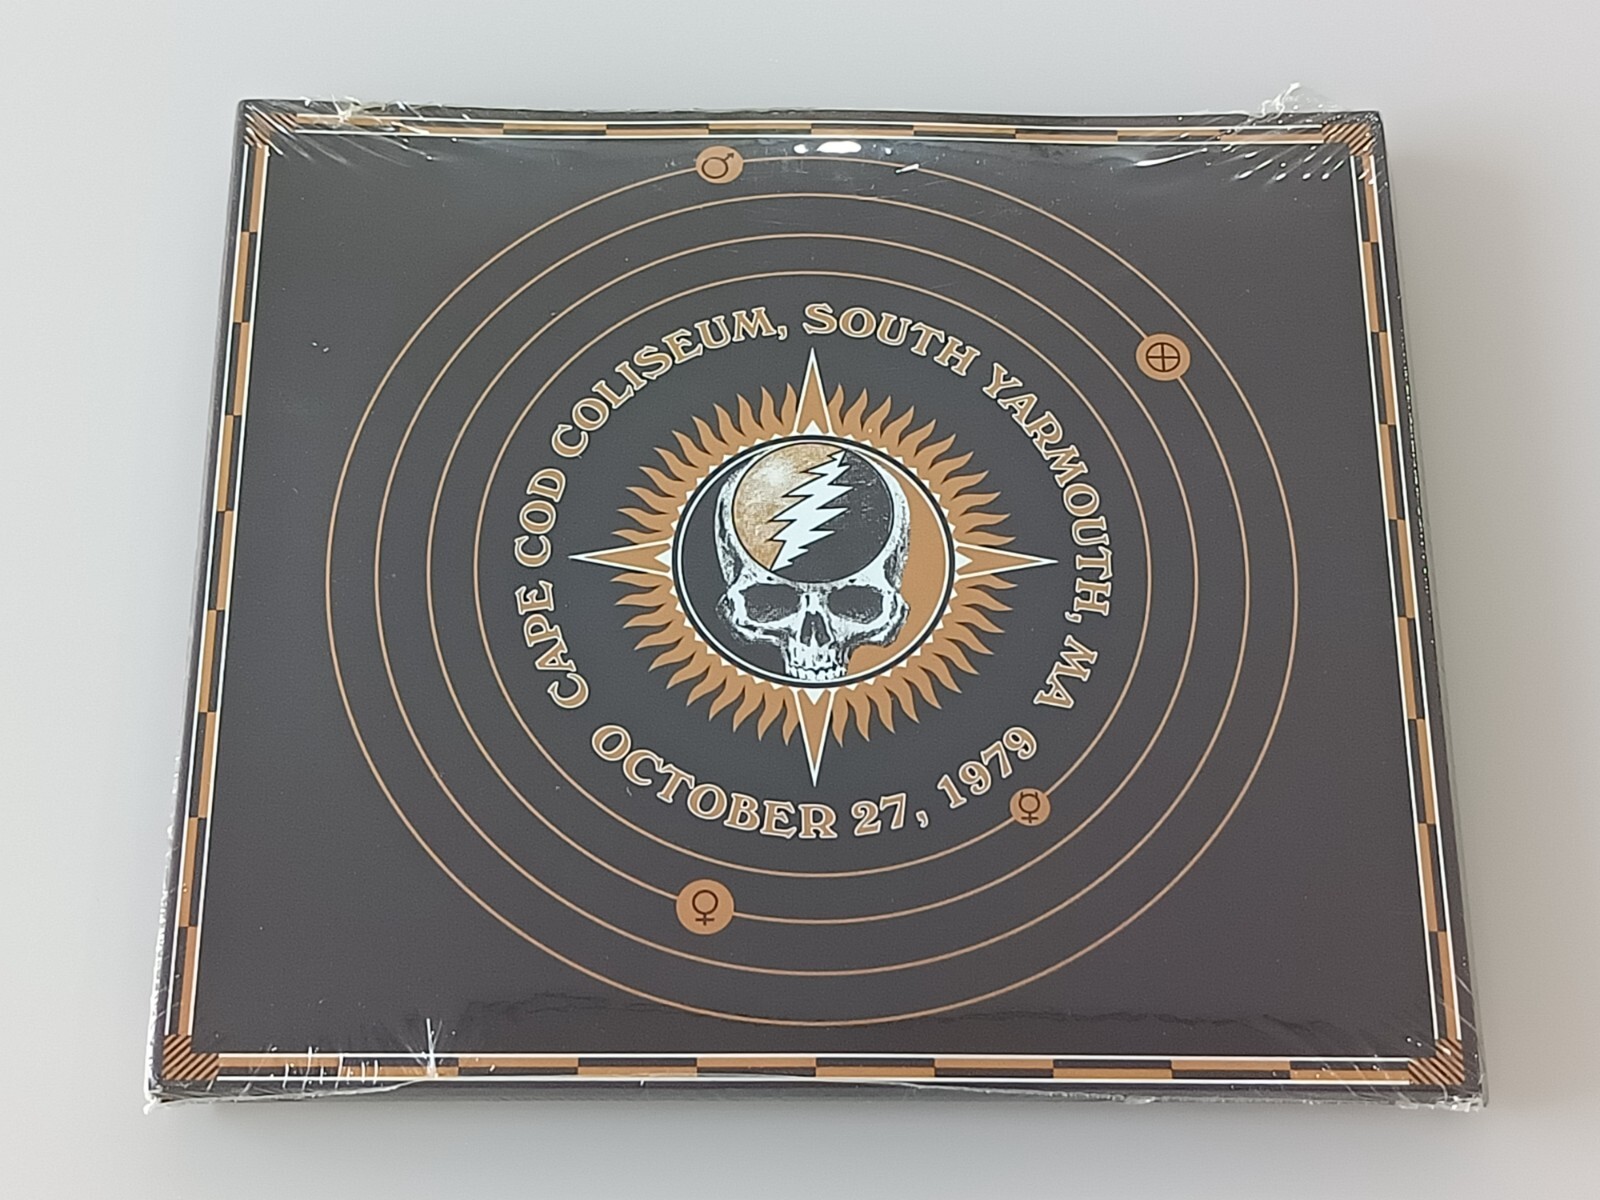 CAPE COD COLISEUM, SOUTH YARMOUTH, MA
OCTOBER 27, 1979